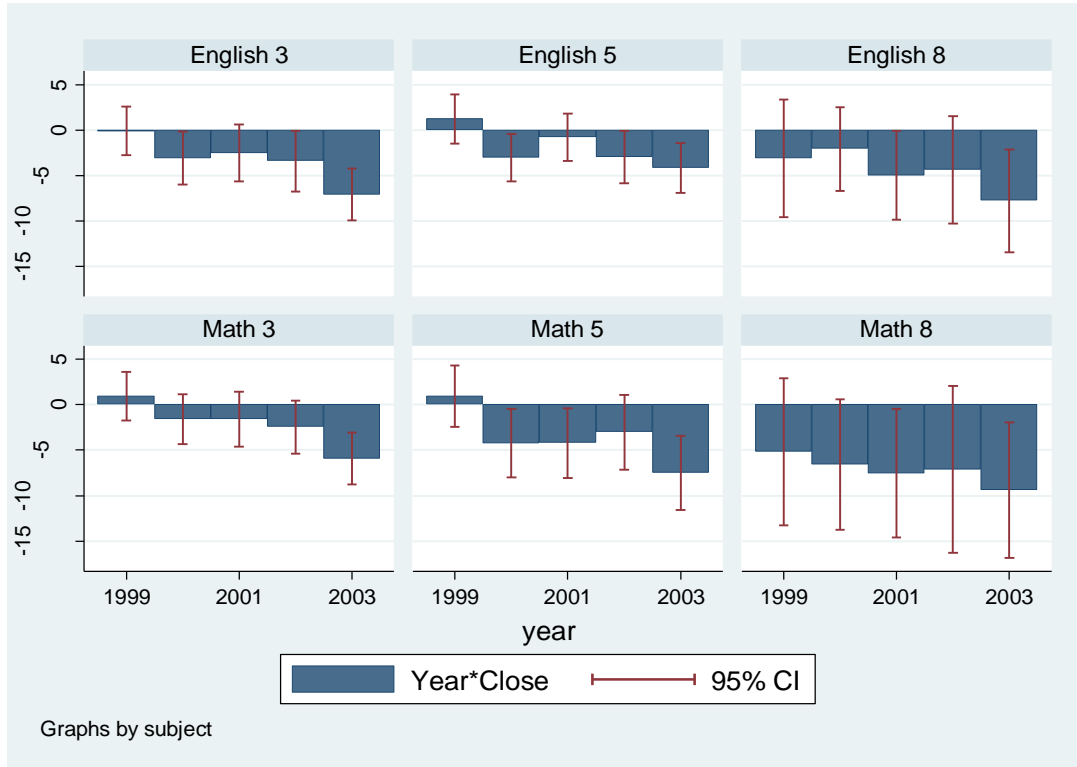 English 3
English 5
English 8
5
0
-5
-10
-15
Math 3
Math 5
Math 8
5
0
-5
-10
-15
1999 2001 2003
1999 2001 2003
1999 2001 2003
year
Year*Close
95% CI
Graphs by subject